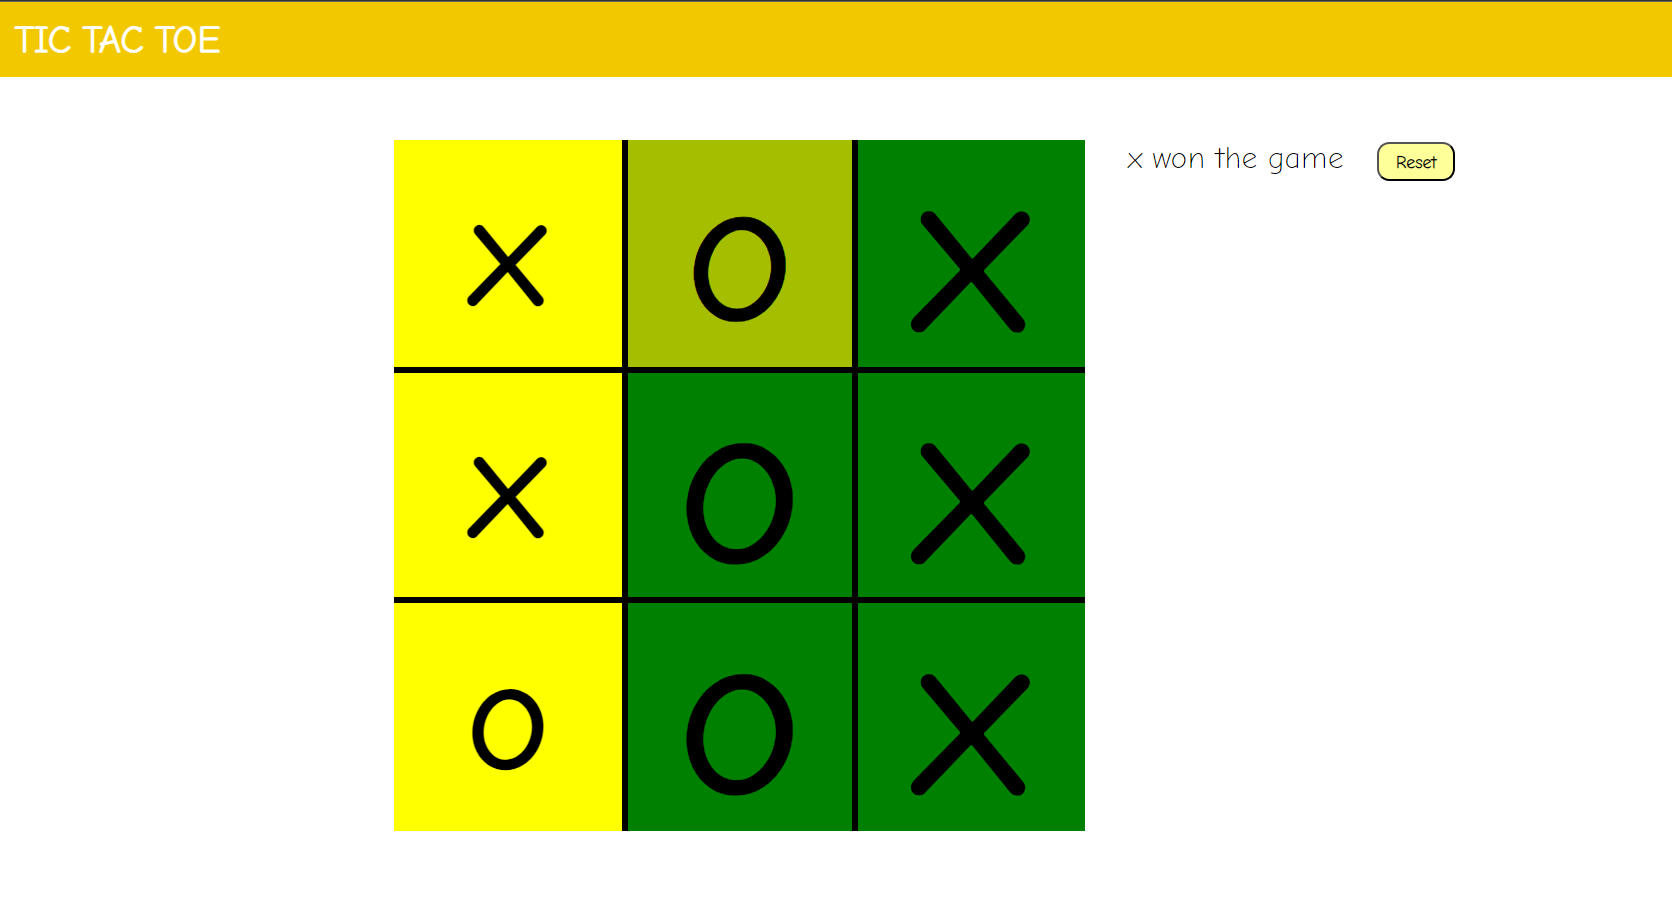 TIC TAC TOE
x won the game Reset
x o x
x o x
o o x